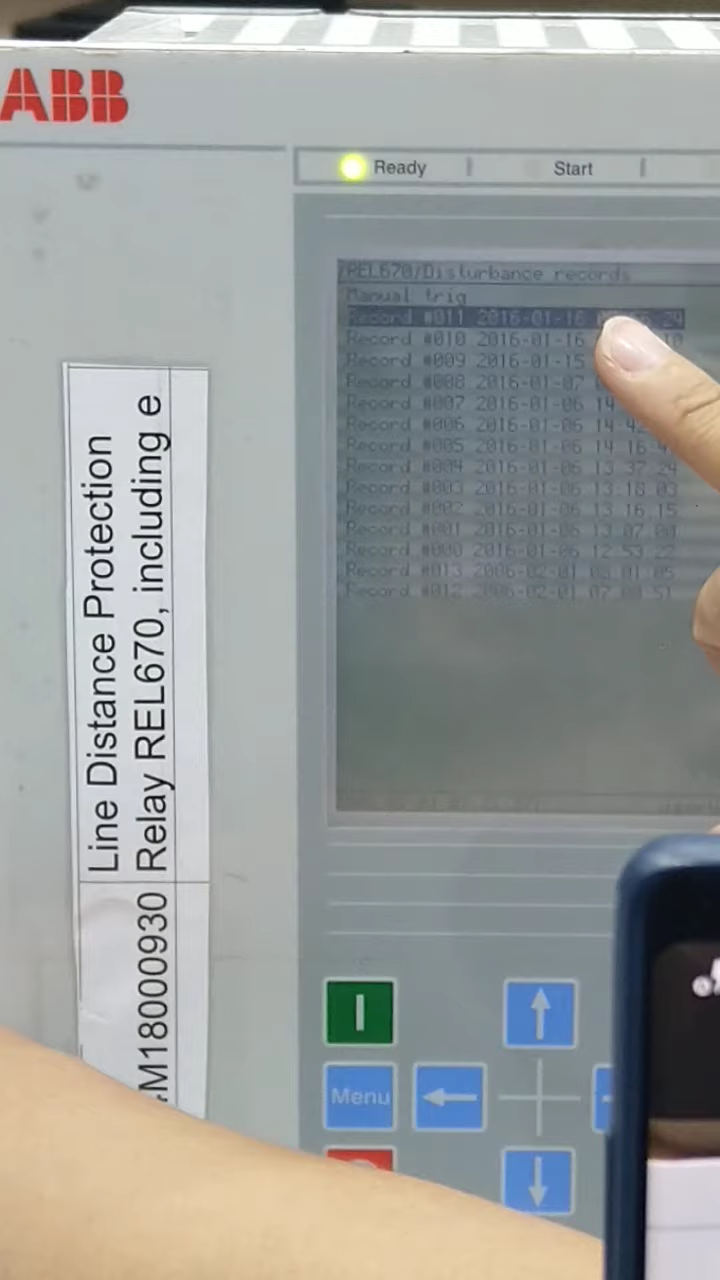 ABB
Ready
Start
/REL670/Disturbance records
Manual trig
Record #011 2016-01-16
Record #010 2016-01-16
Record #009 2016-01-15
Record #008 2016-01-07
Record #007 2016-01-06 14
Record #006 2016-01-06 14:42
Record #005 2016-01-06 14:16:4
Record #004 2016-01-06 13:37:24
Record #003 2016-01-06 13:18:03
Record #002 2016-01-06 13:16:15
Record #001 2016-01-06 13:07:00
Record #000 2016-01-06 12:53:22
Record #013 2006-02-01
Record #012 2006-02-01
Line Distance Protection
M18000930 Relay REL670, including e
Menu